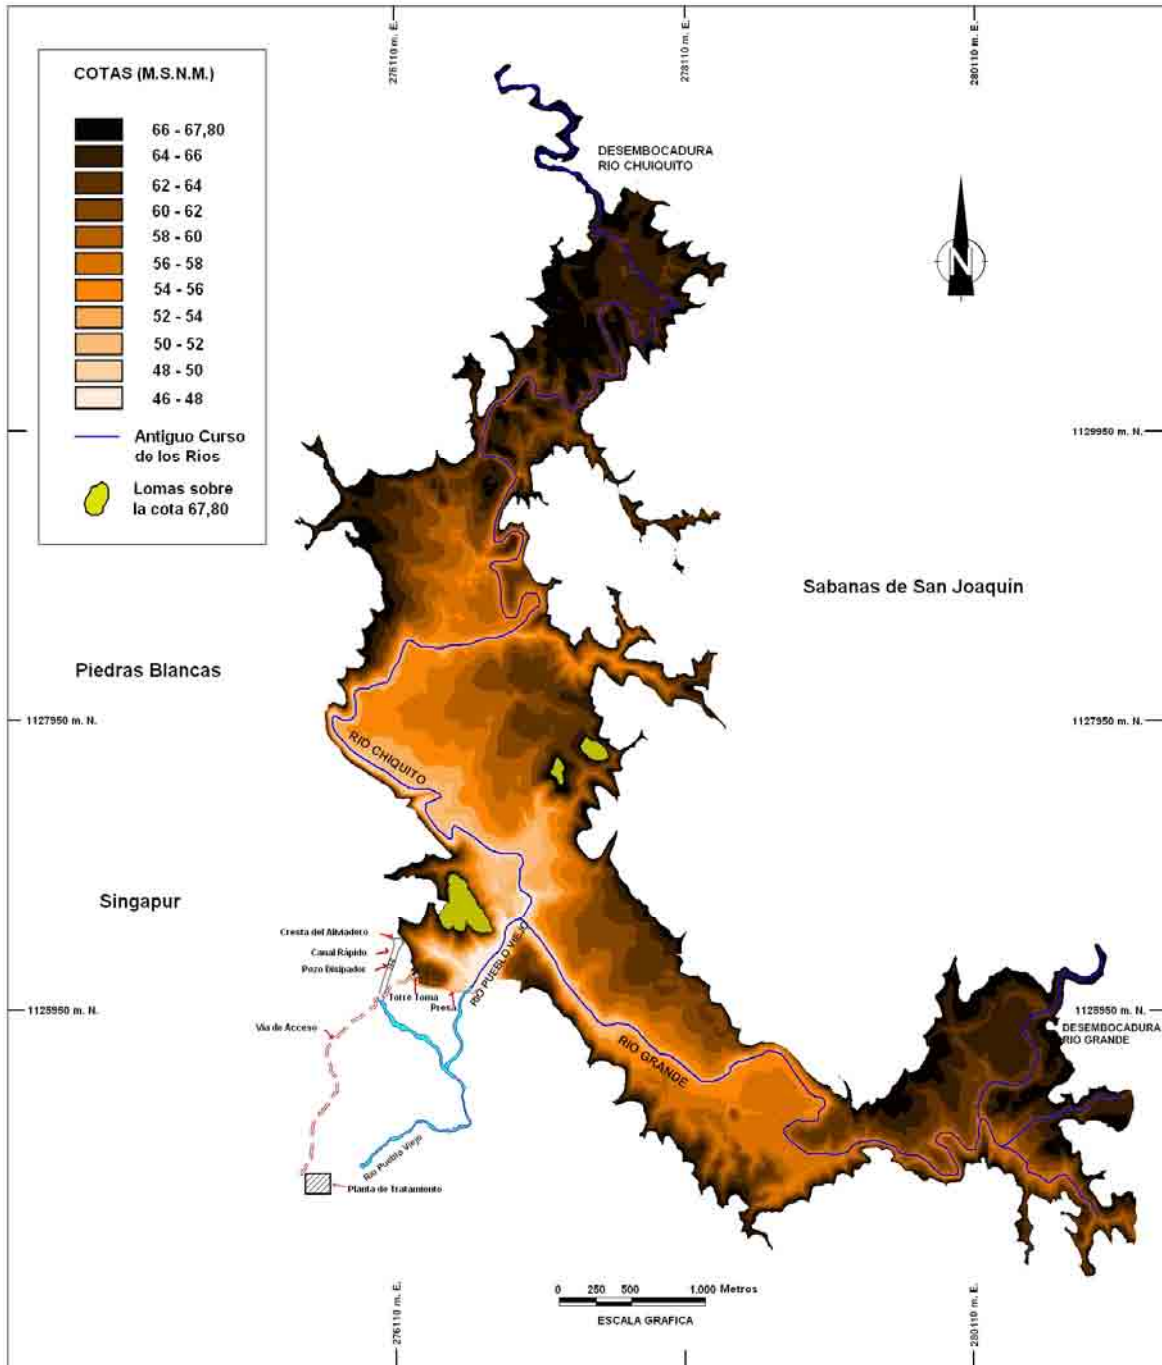 276110 m. E.
278110 m. E.
280110 m. E.
COTAS (M.S.N.M.)
66 - 67,80
64 - 66
62 - 64
60 - 62
58 - 60
56 - 58
54 - 56
52 - 54
50 - 52
48 - 50
46 - 48
Antiguo Curso
de los Rios
Lomas sobre
la cota 67,80
DESEMBOCADURA
RIO CHUIQUITO
N
1129950 m. N.
Sabanas de San Joaquín
Piedras Blancas
1127950 m. N.
1127950 m. N.
RIO CHIQUITO
Singapur
Cresta del Aliviadero
Canal Rápido
Pozo Disipador
Torre Toma
Presa
RIO PUEBLO VIEJO
1125950 m. N.
1125950 m. N.
Vía de Acceso
DESEMBOCADURA
RIO GRANDE
RIO GRANDE
Rio Pueblo Viejo
Planta de Tratamiento
0 250 500 1.000 Metros
ESCALA GRAFICA
276110 m. E.
280110 m. E.